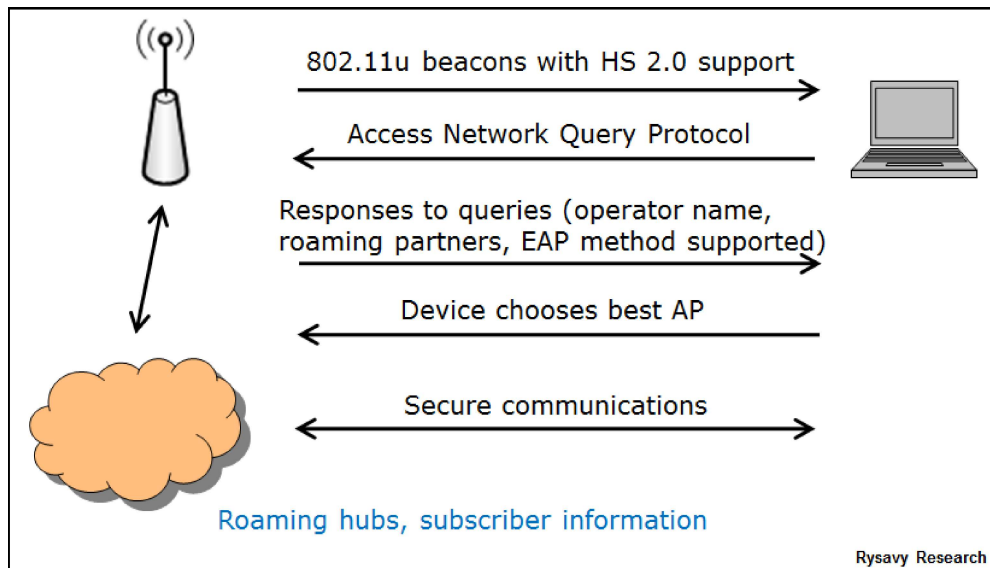 802.11u beacons with HS 2.0 support
Access Network Query Protocol
Responses to queries (operator name,
roaming partners, EAP method supported)
Device chooses best AP
Secure communications
Roaming hubs, subscriber information
Rysavy Research